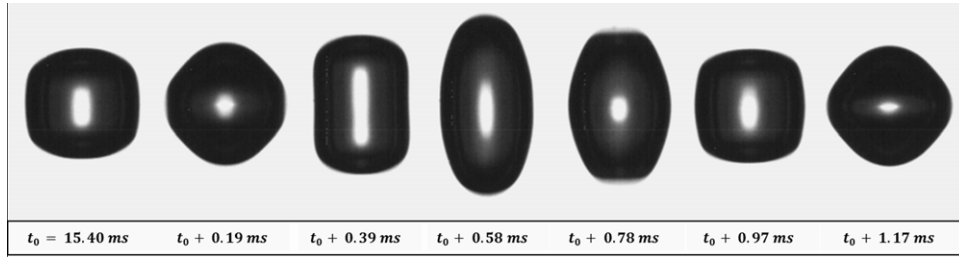 t₀ = 15.40 ms
t₀ + 0.19 ms
t₀ + 0.39 ms
t₀ + 0.58 ms
t₀ + 0.78 ms
t₀ + 0.97 ms
t₀ + 1.17 ms